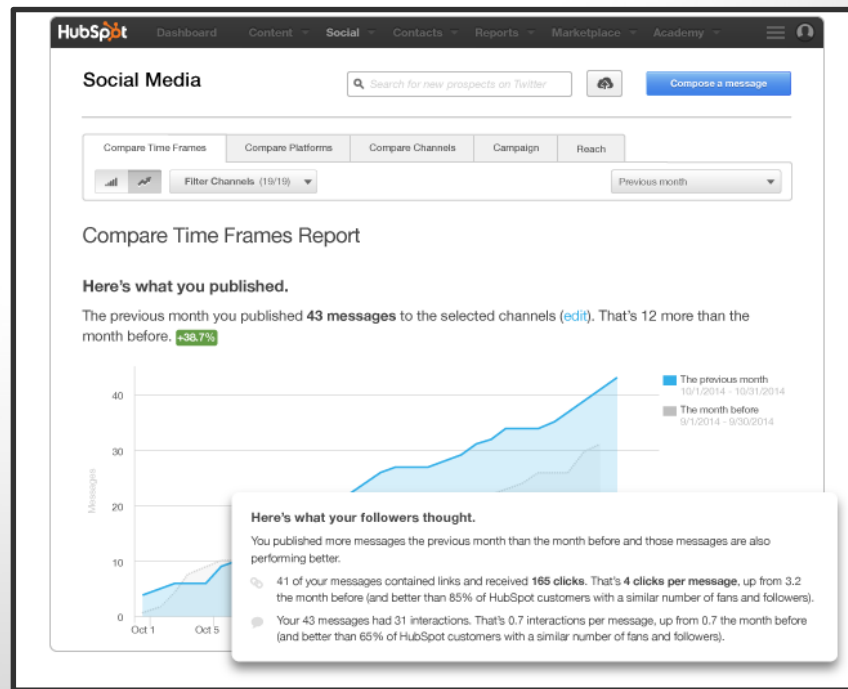 HubSpot Dashboard Content Social Contacts Reports Marketplace Academy
Social Media
Search for new prospects on Twitter
Compose a message
Compare Time Frames Compare Platforms Compare Channels Campaign Reach
Filter Channels (19/19)
Previous month
Compare Time Frames Report
Here's what you published.
The previous month you published 43 messages to the selected channels (edit). That's 12 more than the
month before. +38.7%
The previous month
10/1/2014 - 10/31/2014
The month before
9/1/2014 - 9/30/2014
Messages
40
30
20
10
0
Oct 1 Oct 5
Here's what your followers thought.
You published more messages the previous month than the month before and those messages are also
performing better.
41 of your messages contained links and received 165 clicks. That's 4 clicks per message, up from 3.2
the month before (and better than 85% of HubSpot customers with a similar number of fans and followers).
Your 43 messages had 31 interactions. That's 0.7 interactions per message, up from 0.7 the month before
(and better than 65% of HubSpot customers with a similar number of fans and followers).